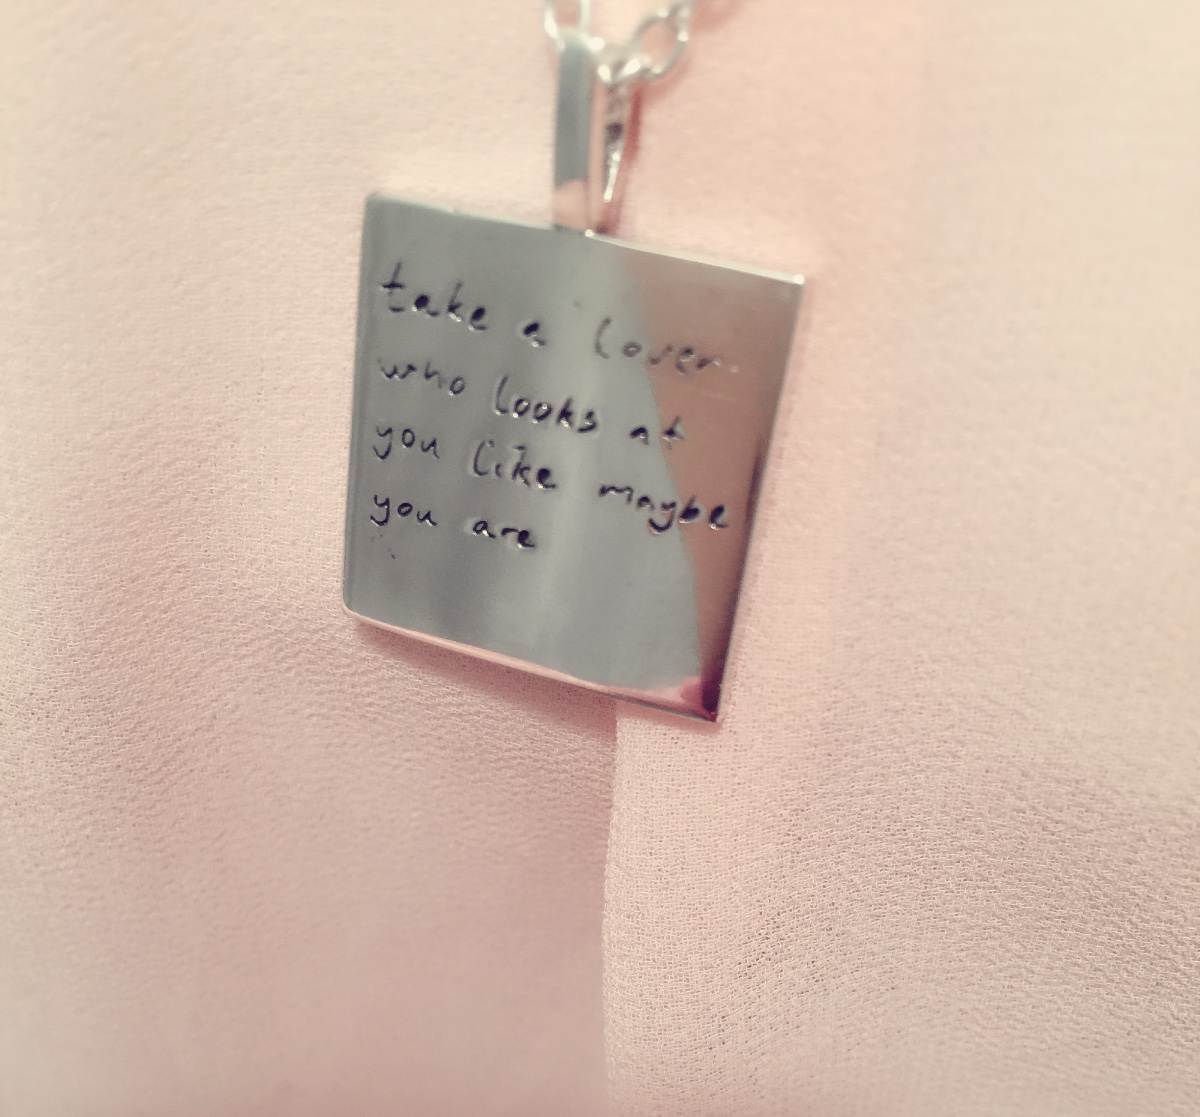 take a lover
who looks at
you like maybe
you are